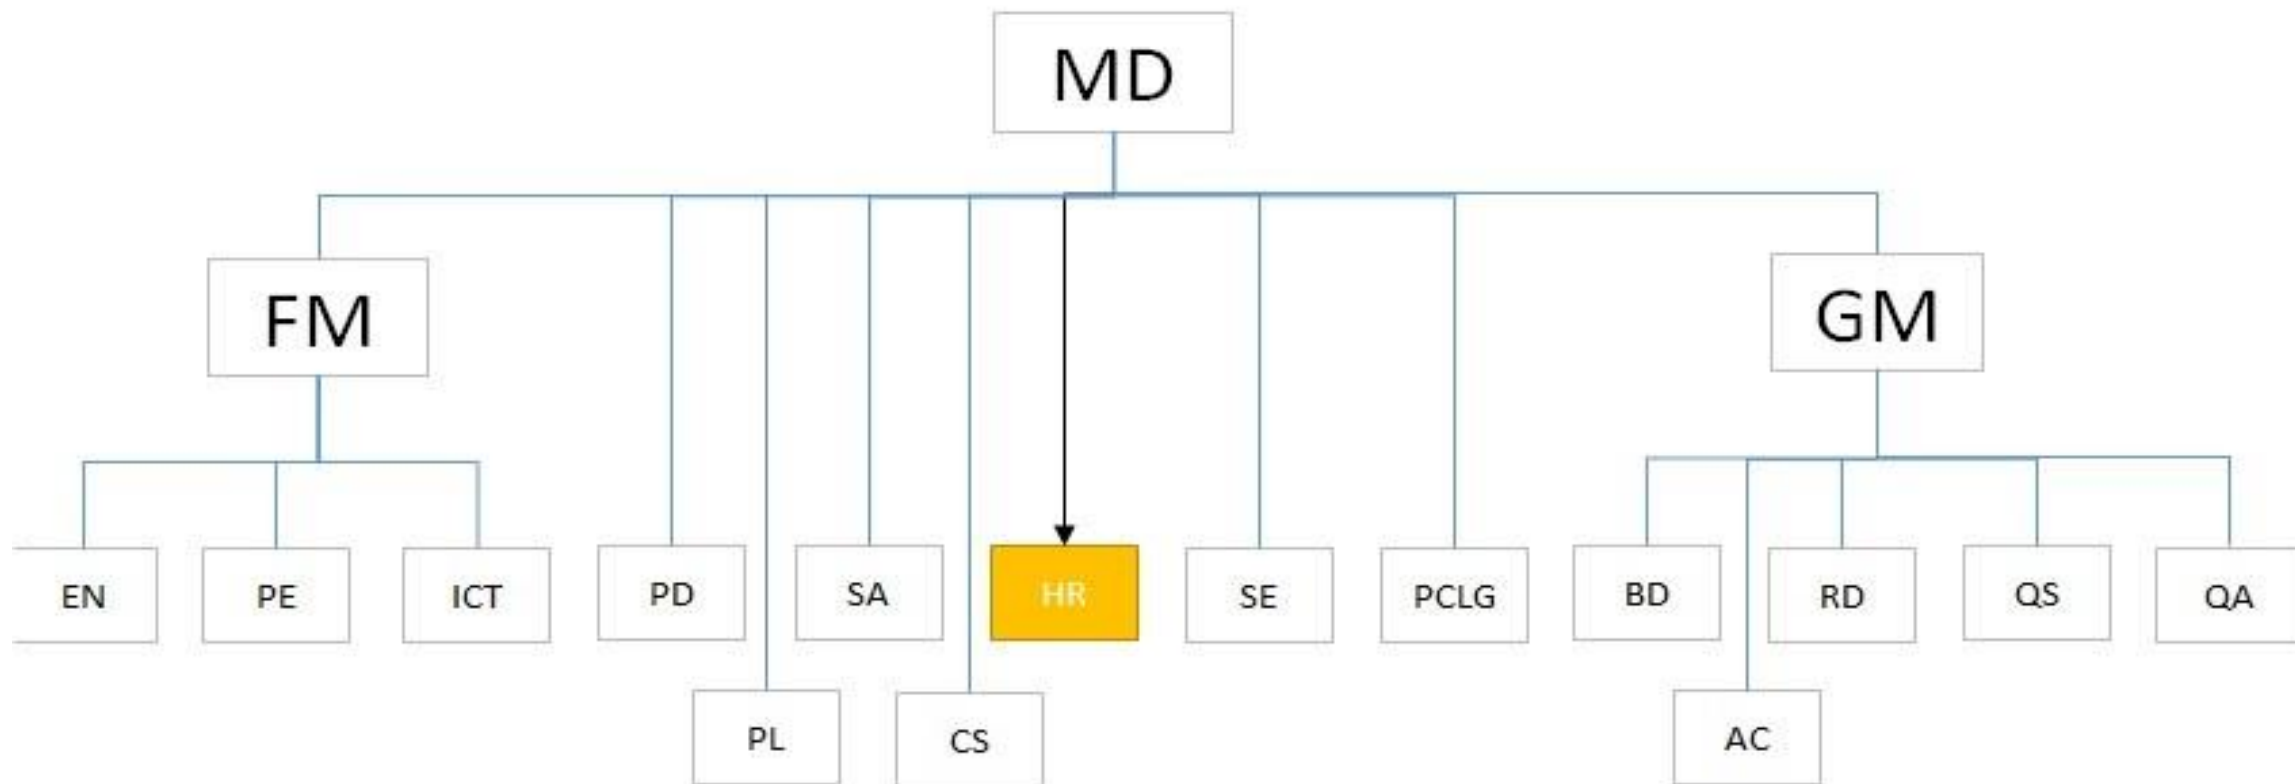 MD
FM
GM
EN
PE
ICT
PD
SA
HR
SE
PCLG
BD
RD
QS
QA
PL
CS
AC